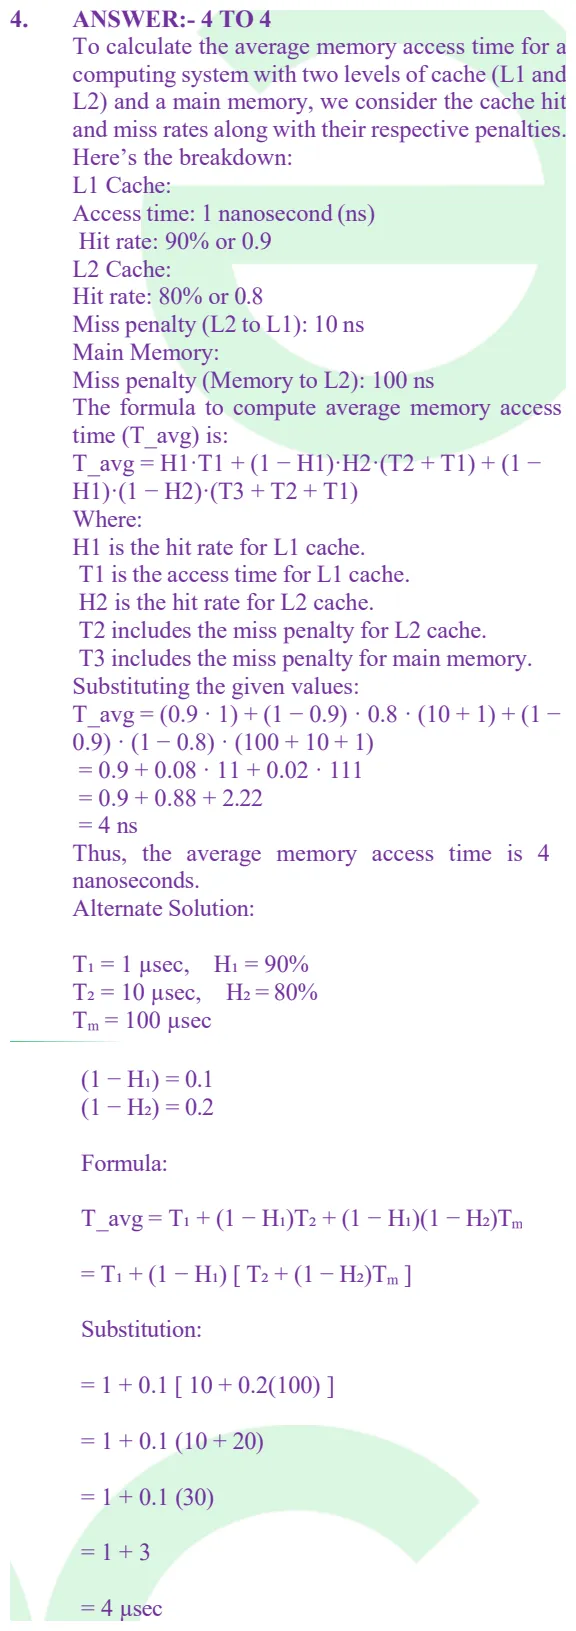 4. ANSWER:- 4 TO 4
To calculate the average memory access time for a
computing system with two levels of cache (L1 and
L2) and a main memory, we consider the cache hit
and miss rates along with their respective penalties.
Here’s the breakdown:
L1 Cache:
Access time: 1 nanosecond (ns)
Hit rate: 90% or 0.9
L2 Cache:
Hit rate: 80% or 0.8
Miss penalty (L2 to L1): 10 ns
Main Memory:
Miss penalty (Memory to L2): 100 ns
The formula to compute average memory access
time (T_avg) is:
T_avg = H1·T1 + (1 − H1)·H2·(T2 + T1) + (1 −
H1)·(1 − H2)·(T3 + T2 + T1)
Where:
H1 is the hit rate for L1 cache.
T1 is the access time for L1 cache.
H2 is the hit rate for L2 cache.
T2 includes the miss penalty for L2 cache.
T3 includes the miss penalty for main memory.
Substituting the given values:
T_avg = (0.9 · 1) + (1 − 0.9) · 0.8 · (10 + 1) + (1 −
0.9) · (1 − 0.8) · (100 + 10 + 1)
= 0.9 + 0.08 · 11 + 0.02 · 111
= 0.9 + 0.88 + 2.22
= 4 ns
Thus, the average memory access time is 4
nanoseconds.
Alternate Solution:
T₁ = 1 µsec, H₁ = 90%
T₂ = 10 µsec, H₂ = 80%
Tₘ = 100 µsec
(1 − H₁) = 0.1
(1 − H₂) = 0.2
Formula:
T_avg = T₁ + (1 − H₁)T₂ + (1 − H₁)(1 − H₂)Tₘ
= T₁ + (1 − H₁) [ T₂ + (1 − H₂)Tₘ ]
Substitution:
= 1 + 0.1 [ 10 + 0.2(100) ]
= 1 + 0.1 (10 + 20)
= 1 + 0.1 (30)
= 1 + 3
= 4 µsec